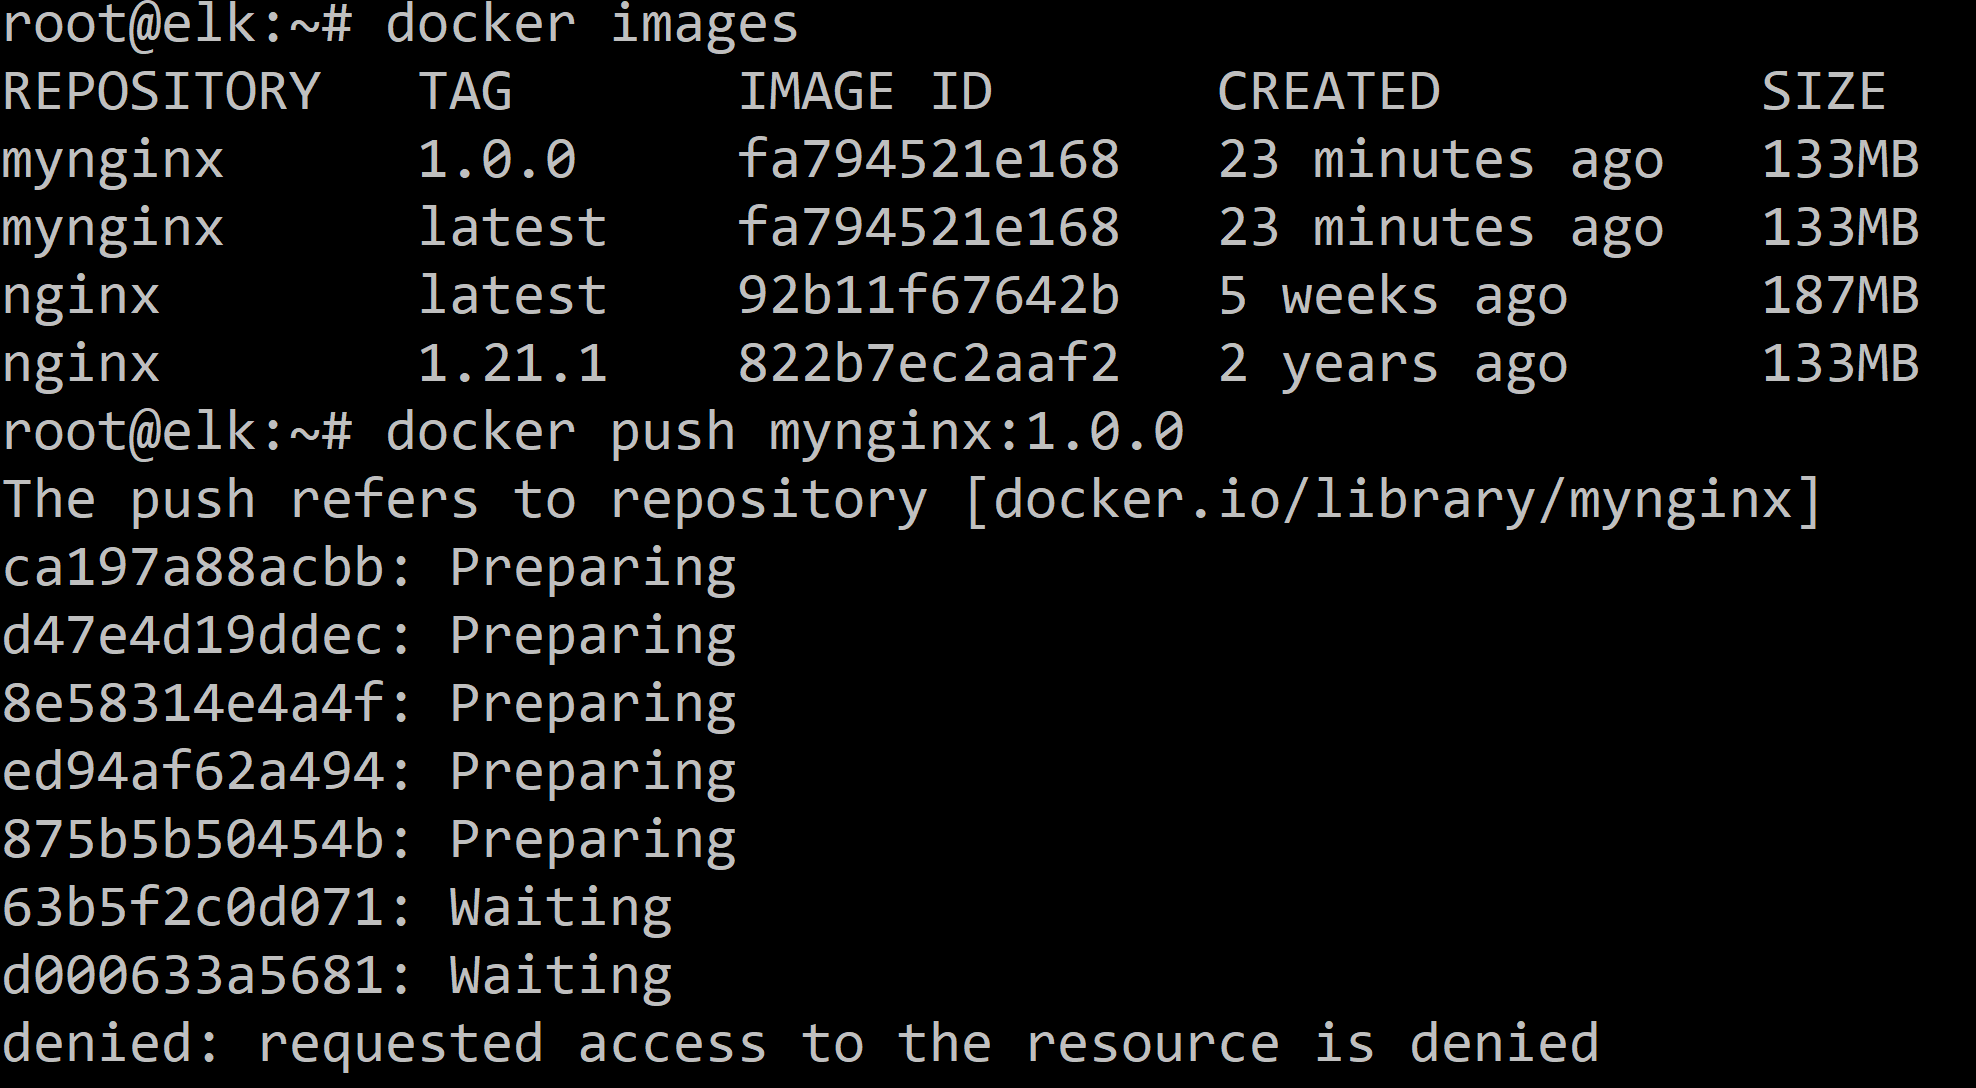 root@elk:~# docker images
REPOSITORY   TAG       IMAGE ID       CREATED          SIZE
mynginx      1.0.0     fa794521e168   23 minutes ago   133MB
mynginx      latest    fa794521e168   23 minutes ago   133MB
nginx        latest    92b11f67642b   5 weeks ago      187MB
nginx        1.21.1    822b7ec2aaf2   2 years ago      133MB
root@elk:~# docker push mynginx:1.0.0
The push refers to repository [docker.io/library/mynginx]
ca197a88acbb: Preparing
d47e4d19ddec: Preparing
8e58314e4a4f: Preparing
ed94af62a494: Preparing
875b5b50454b: Preparing
63b5f2c0d071: Waiting
d000633a5681: Waiting
denied: requested access to the resource is denied